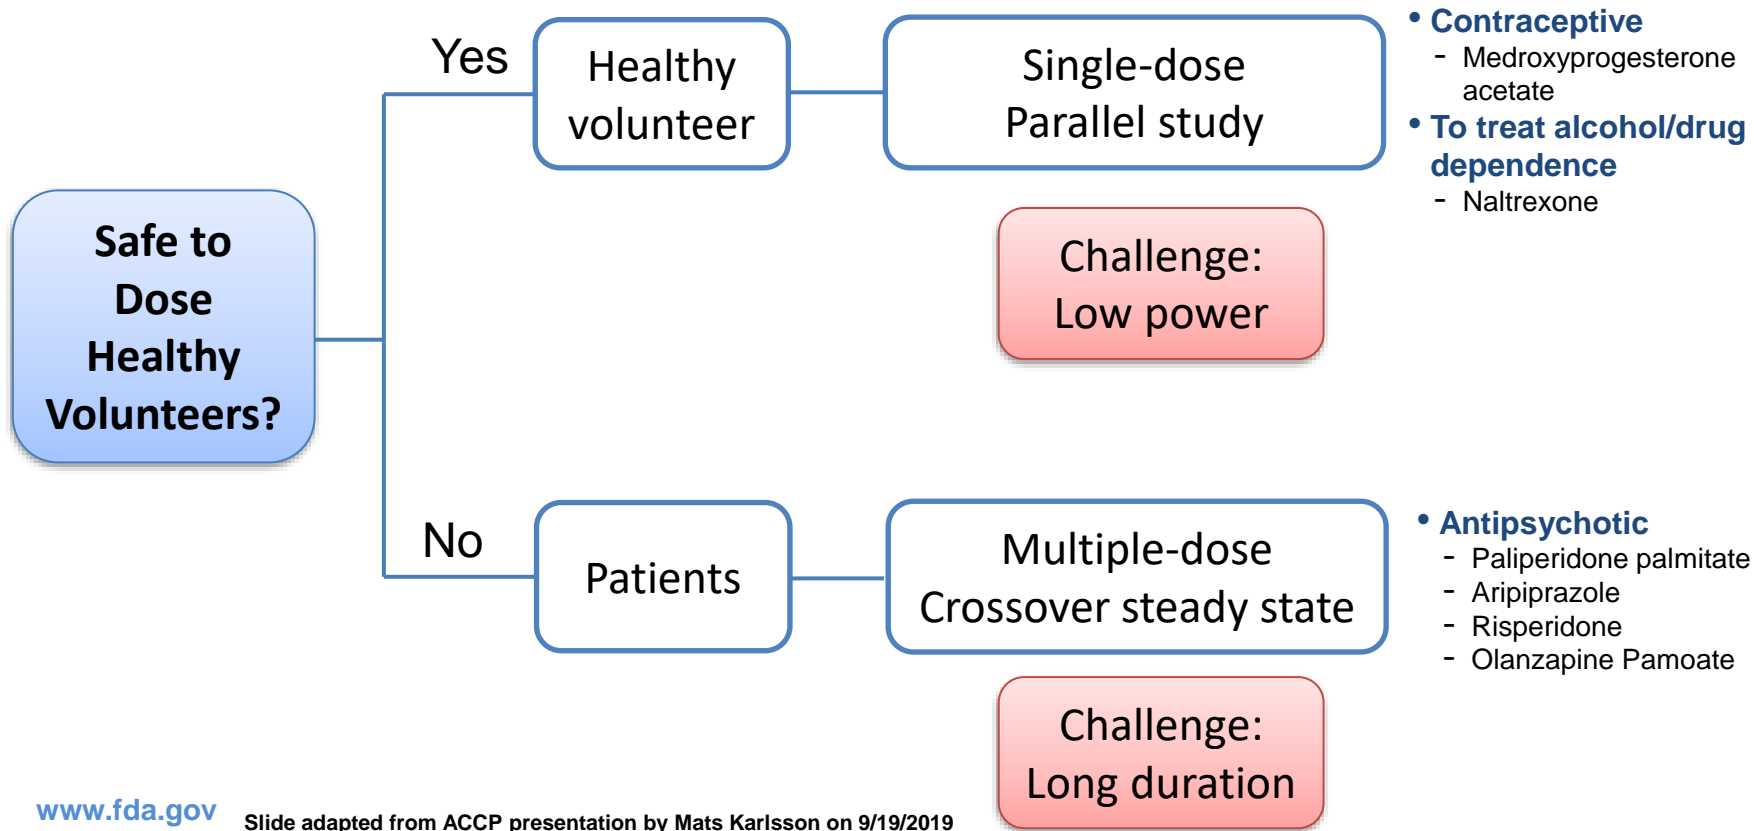 Safe to
Dose
Healthy
Volunteers?
Yes
Healthy
volunteer
Single-dose
Parallel study
• Contraceptive
- Medroxyprogesterone
acetate
• To treat alcohol/drug
dependence
- Naltrexone
Challenge:
Low power
No
Patients
Multiple-dose
Crossover steady state
• Antipsychotic
- Paliperidone palmitate
- Aripiprazole
- Risperidone
- Olanzapine Pamoate
Challenge:
Long duration
www.fda.gov
Slide adapted from ACCP presentation by Mats Karlsson on 9/19/2019